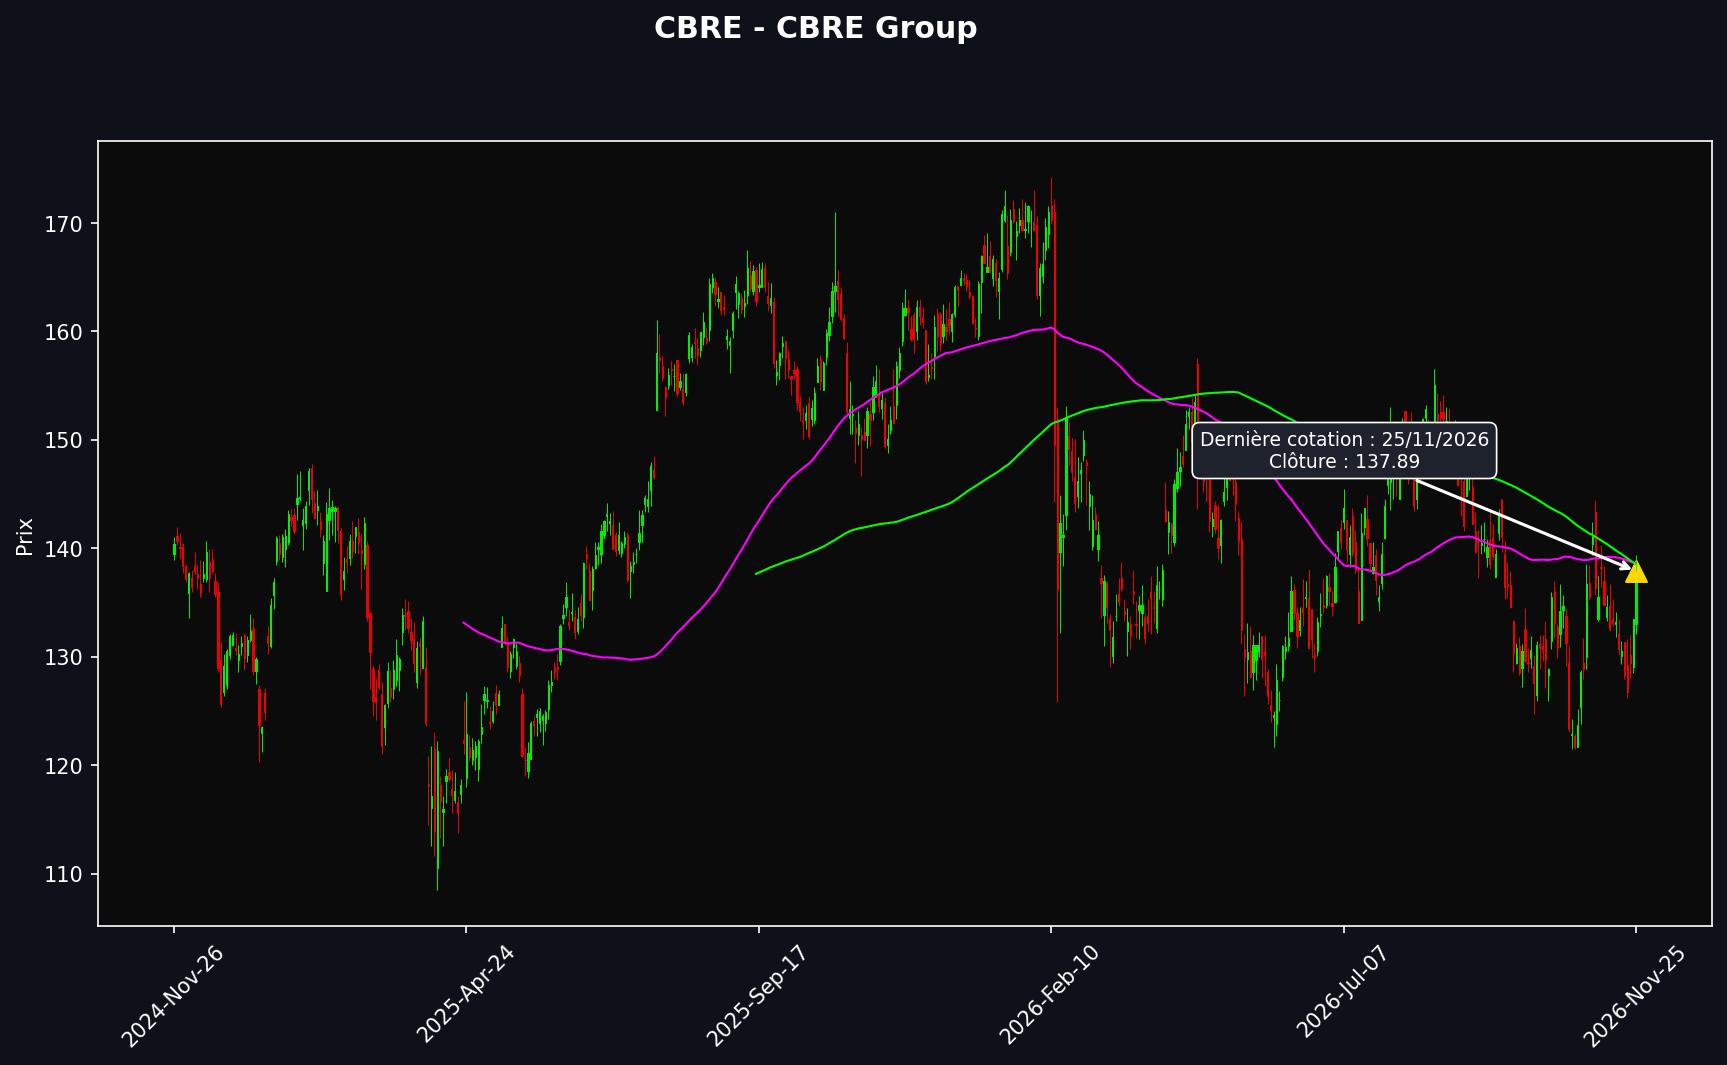 CBRE - CBRE Group
Prix
170
160
150
140
130
120
110
Dernière cotation : 25/11/2026
Clôture : 137.89
2024-Nov-26
2025-Apr-24
2025-Sep-17
2026-Feb-10
2026-Jul-07
2026-Nov-25